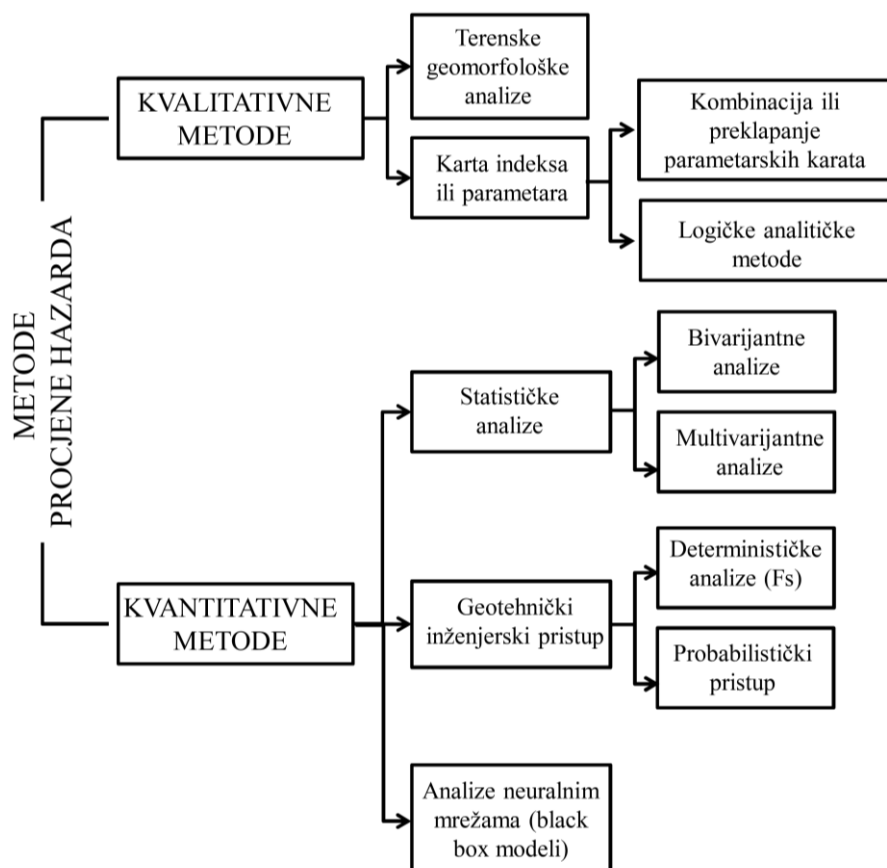 METODE
PROCJENE HAZARDA
KVALITATIVNE
METODE
Terenske
geomorfološke
analize
Karta indeksa
ili parametara
Kombinacija ili
preklapanje
parametarskih karata
Logičke analitičke
metode
KVANTITATIVNE
METODE
Statističke
analize
Bivarijantne
analize
Multivarijantne
analize
Geotehnički
inženjerski pristup
Determinističke
analize (Fs)
Probabilistički
pristup
Analize neuralnim
mrežama (black
box modeli)